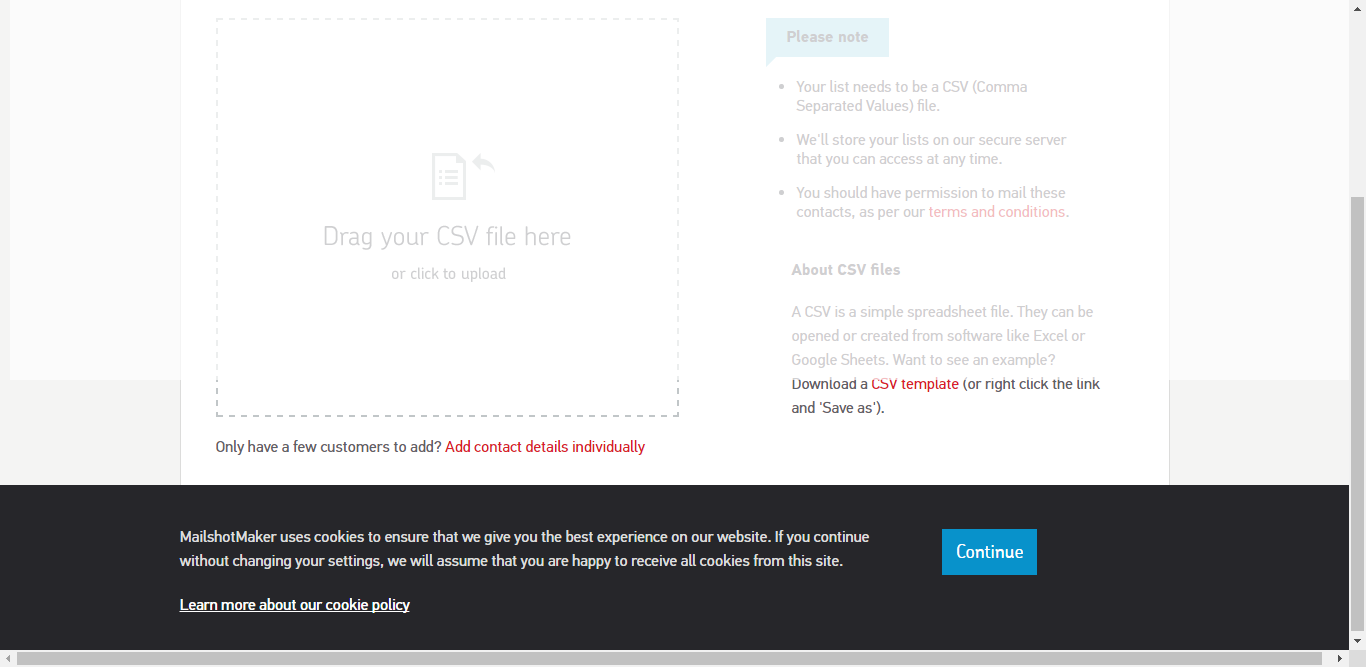 Drag your CSV file here
or click to upload
Only have a few customers to add? Add contact details individually
Please note
Your list needs to be a CSV (Comma
Separated Values) file.
We'll store your lists on our secure server
that you can access at any time.
You should have permission to mail these
contacts, as per our terms and conditions.
About CSV files
A CSV is a simple spreadsheet file. They can be
opened or created from software like Excel or
Google Sheets. Want to see an example?
Download a CSV template (or right click the link
and 'Save as').
MailshotMaker uses cookies to ensure that we give you the best experience on our website. If you continue
without changing your settings, we will assume that you are happy to receive all cookies from this site.
Continue
Learn more about our cookie policy